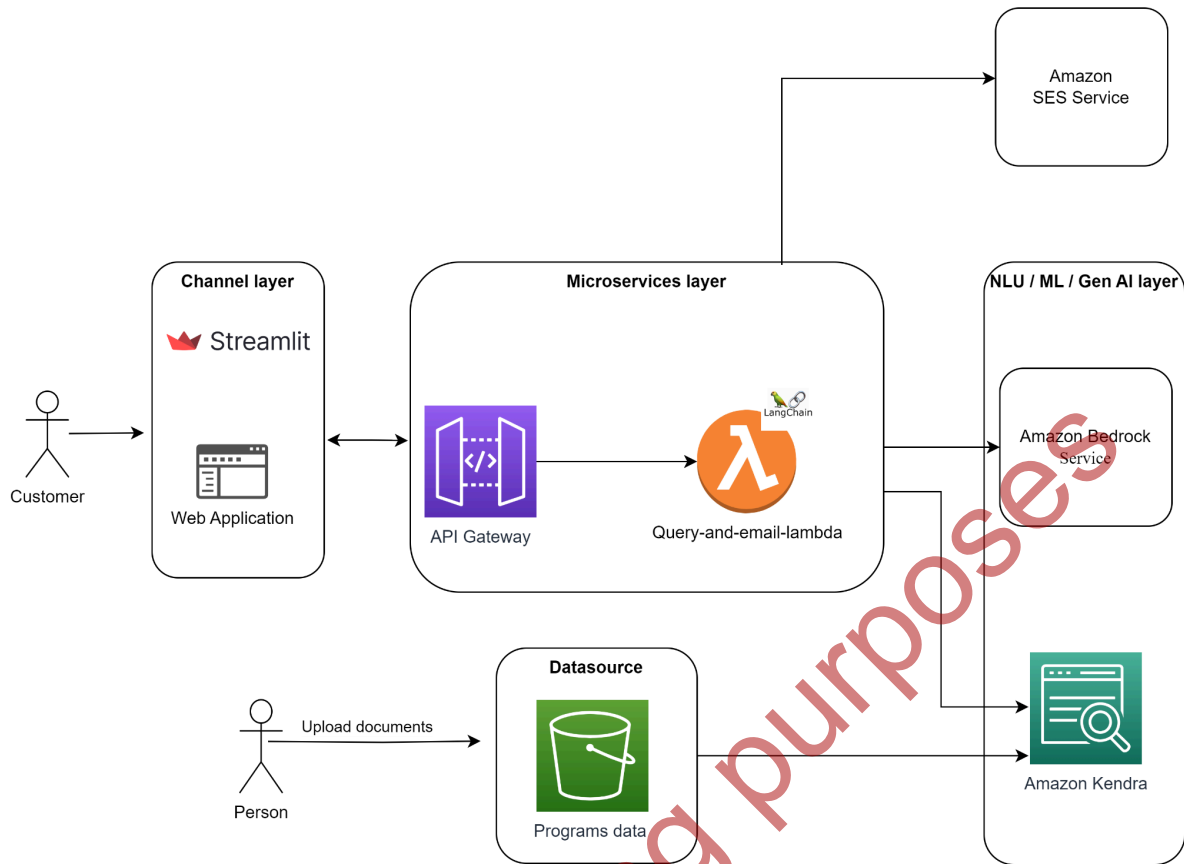 Amazon
SES Service
Channel layer
Streamlit
Web Application
Customer
Microservices layer
API Gateway
LangChain
Query-and-email-lambda
NLU / ML / Gen AI layer
Amazon Bedrock
Service
Amazon Kendra
Upload documents
Person
Datasource
Programs data
purposes